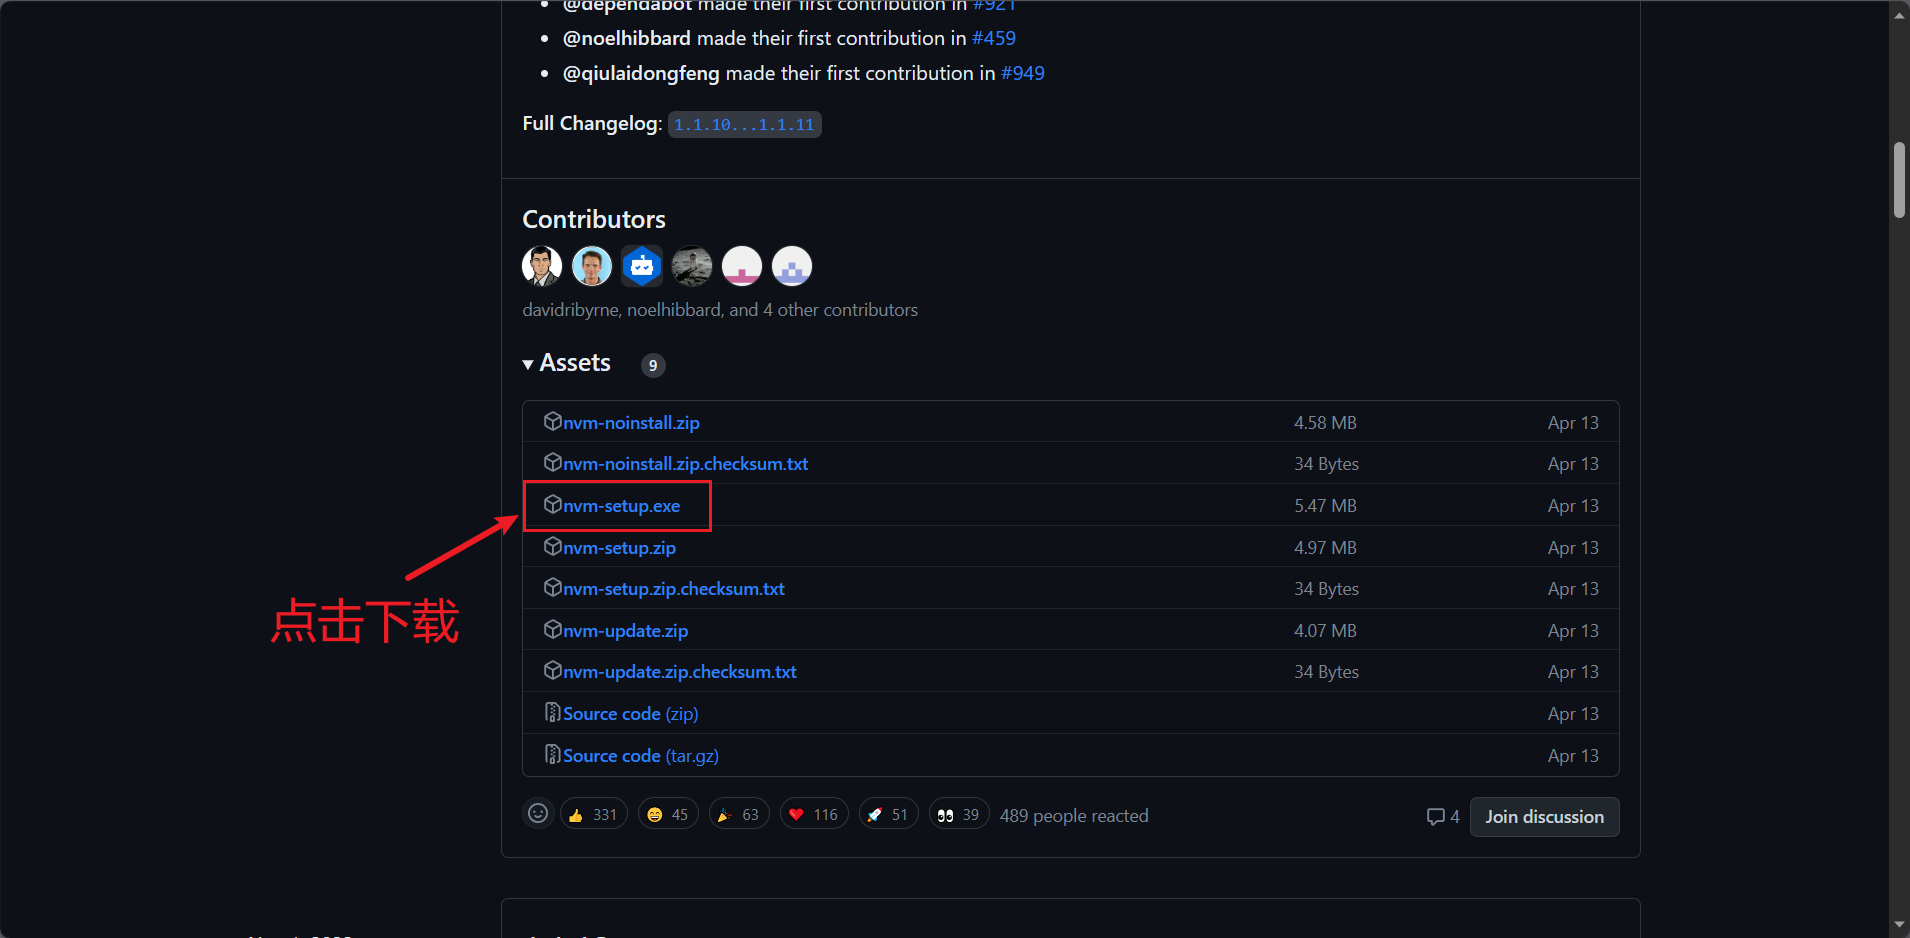 @dependabot made their first contribution in #921
@noelhibbard made their first contribution in #459
@qiulaidongfeng made their first contribution in #949
Full Changelog: 1.1.10...1.1.11
Contributors
davidribyrne, noelhibbard, and 4 other contributors
Assets 9
nvm-noinstall.zip 4.58 MB Apr 13
nvm-noinstall.zip.checksum.txt 34 Bytes Apr 13
nvm-setup.exe 5.47 MB Apr 13
nvm-setup.zip 4.97 MB Apr 13
点击下载
nvm-setup.zip.checksum.txt 34 Bytes Apr 13
nvm-update.zip 4.07 MB Apr 13
nvm-update.zip.checksum.txt 34 Bytes Apr 13
Source code (zip) Apr 13
Source code (tar.gz) Apr 13
331 45 63 116 51 39 489 people reacted 4 Join discussion